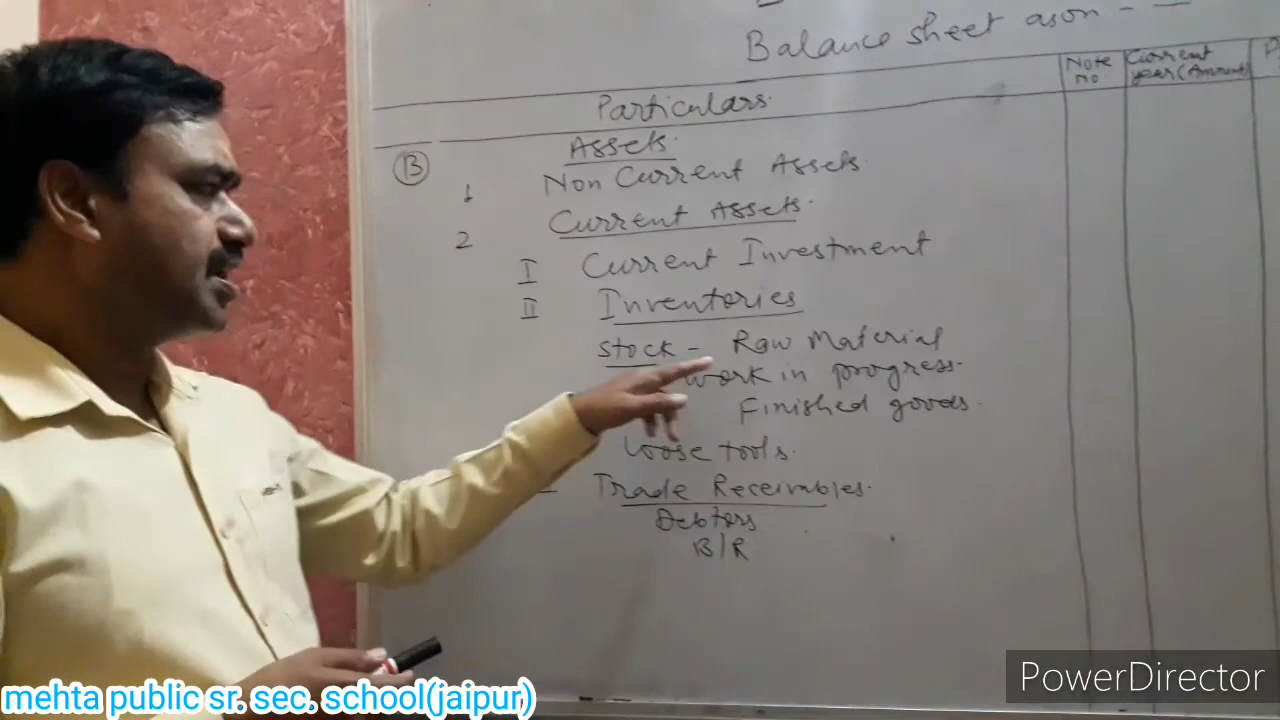 Balance sheet as on - -
Particulars.
Note No.
Current year (Amount)
P
B
Assets.
1 Non Current Assets
2 Current Assets.
I Current Investment
II Inventories
Stock - Raw Material
work in progress.
Finished goods.
loose tools.
- Trade Receivables.
Debtors
B/R
PowerDirector
mehta public sr. sec. school(jaipur)